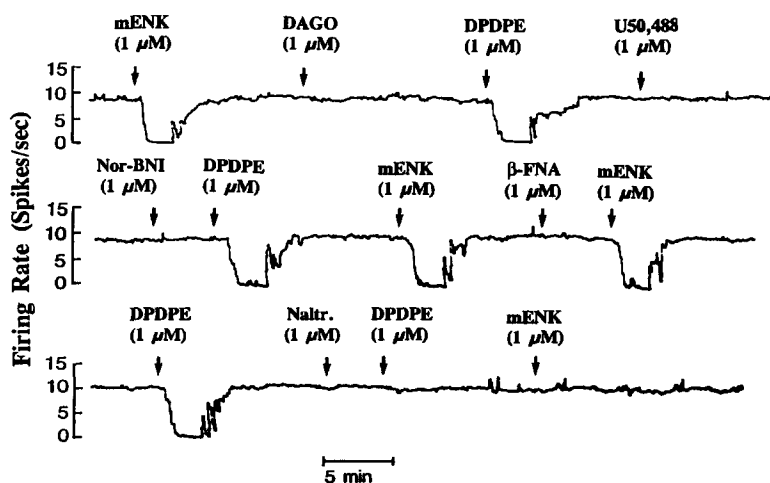 mENK DAGO DPDPE U50,488
(1 µM) (1 µM) (1 µM) (1 µM)
15
10
5
0
Nor-BNI DPDPE mENK β-FNA mENK
(1 µM) (1 µM) (1 µM) (1 µM) (1 µM)
15
10
5
0
DPDPE Naltr. DPDPE mENK
(1 µM) (1 µM) (1 µM) (1 µM)
15
10
5
0
Firing Rate (Spikes/sec)
5 min